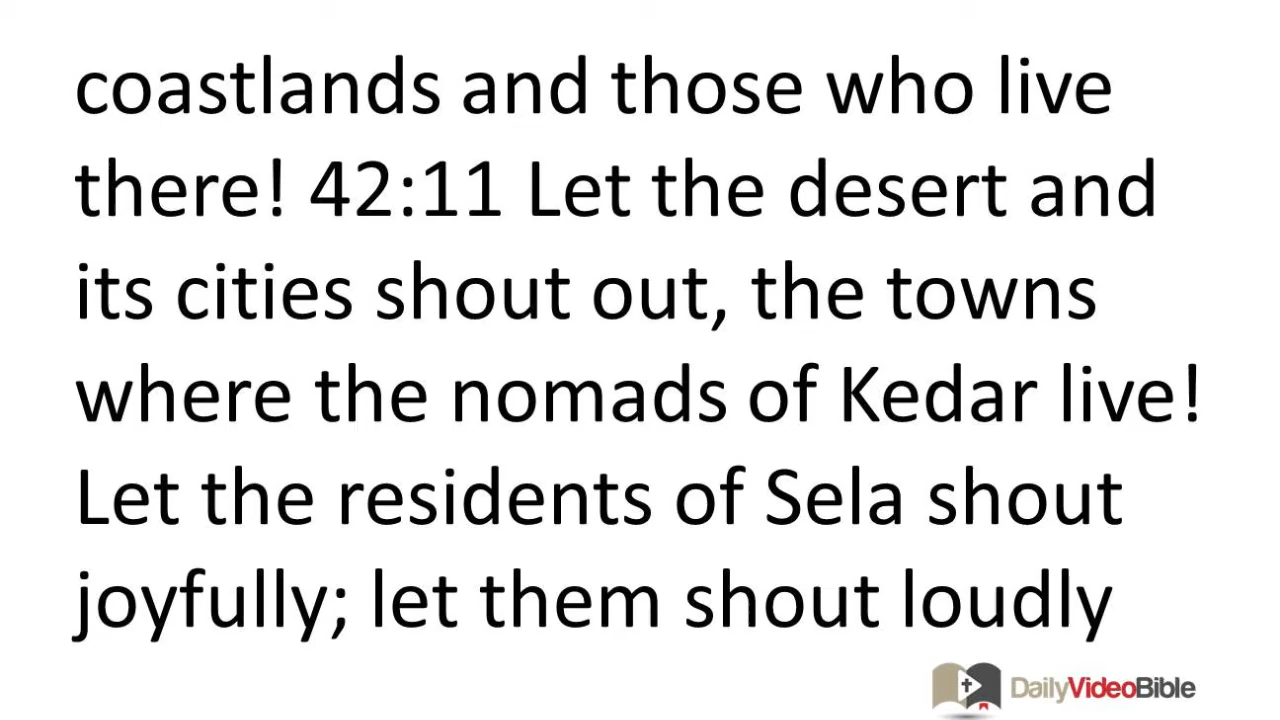 coastlands and those who live
there! 42:11 Let the desert and
its cities shout out, the towns
where the nomads of Kedar live!
Let the residents of Sela shout
joyfully; let them shout loudly
DailyVideoBible